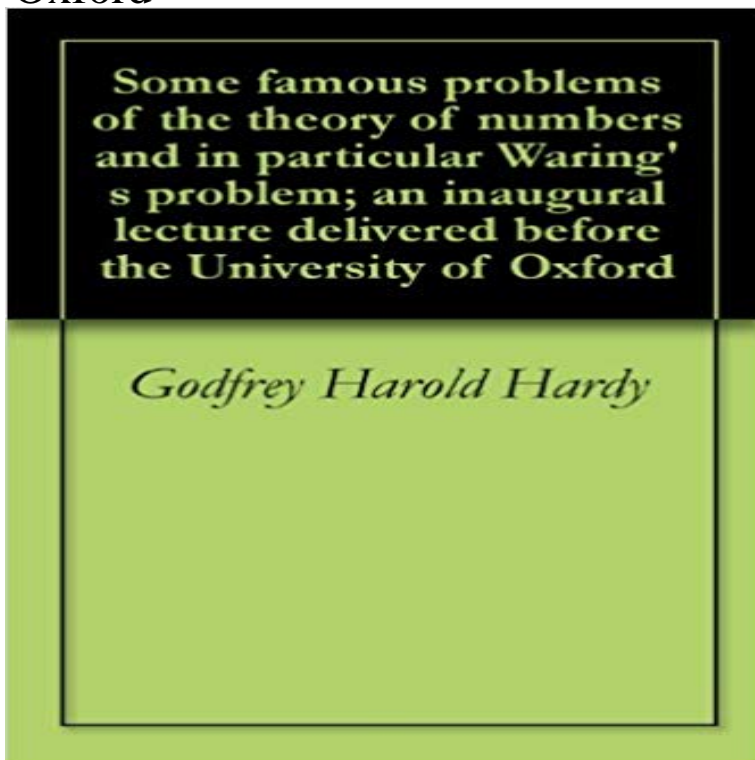 Oxford
Some famous problems
of the theory of numbers
and in particular Waring'
s problem; an inaugural
lecture delivered before
the University of Oxford
Godfrey Harold Hardy